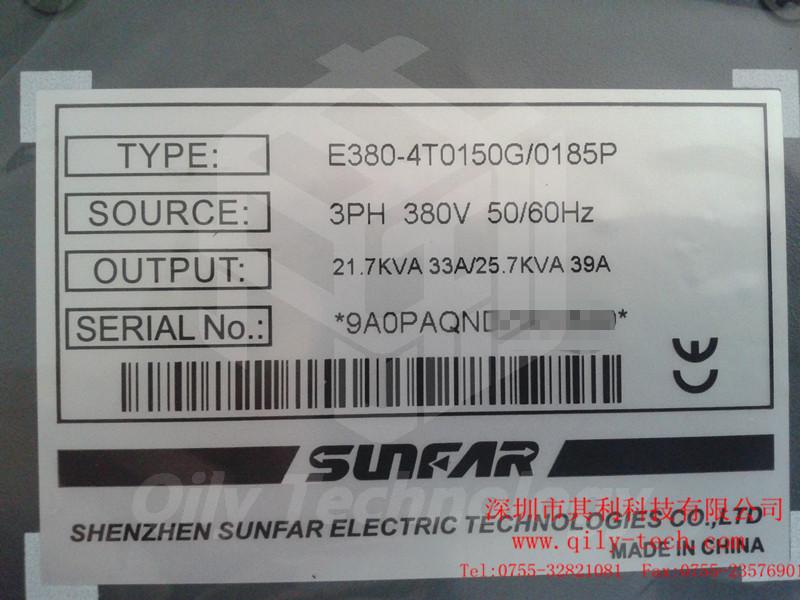 TYPE: E380-4T0150G/0185P
SOURCE: 3PH 380V 50/60Hz
OUTPUT: 21.7KVA 33A/25.7KVA 39A
SERIAL No.: *9A0PAQN
CE
SUNFAR
Qily Technology
深圳市其利科技有限公司
SHENZHEN SUNFAR ELECTRIC TECHNOLOGIES CO.,LTD
www.qily-tech.com
MADE IN CHINA
Tel:0755-32821081 Fax:0755-23576901